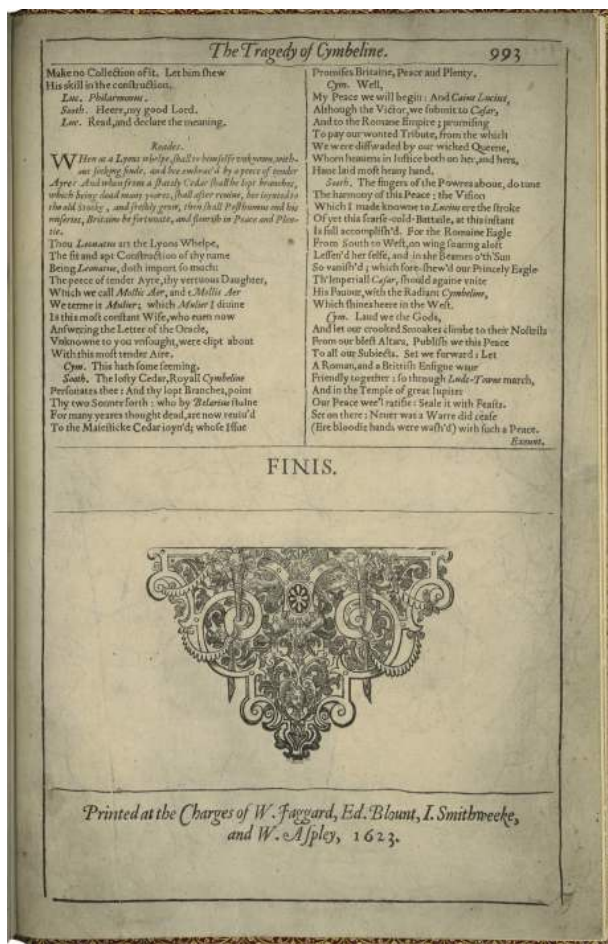 The Tragedy of Cymbeline. 993
Make no Collection of it. Let him ſhew
His skill in the conſtruction.
Luc. Philarmonus.
Sooth. Heere, my good Lord.
Luc. Read, and declare the meaning.
Reades.
WHen as a Lyons whelpe, ſhall to himſelfe vnknown, with-
out ſeeking finde, and bee embrac'd by a peece of tender
Ayre: And when from a ſtately Cedar ſhall be lopt branches,
which being dead many yeares, ſhall after reuiue, bee ioynted to
the old Stocke, and freſhly grow, then ſhall Poſthumus end his
miſeries, Britaine be fortunate, and flouriſh in Peace and Plen-
tie.
Thou Leonatus art the Lyons Whelpe,
The fit and apt Conſtruction of thy name
Being Leonatus, doth import ſo much:
The peece of tender Ayre, thy vertuous Daughter,
Which we call Mollis Aer, and Mollis Aer
We terme it Mulier; which Mulier I diuine
Is this moſt conſtant Wife, who euen now
Anſwering the Letter of the Oracle,
Vnknowne to you vnſought, were clipt about
With this moſt tender Aire.
Cym. This hath ſome ſeeming.
Sooth. The lofty Cedar, Royall Cymbeline
Perſonates thee: And thy lopt Branches, point
Thy two Sonnes forth: who by Belarius ſtolne
For many yeares thought dead, are now reuiu'd
To the Maieſticke Cedar ioyn'd; whoſe Iſſue
Promiſes Britaine, Peace and Plenty.
Cym. Well,
My Peace we will begin: And Caius Lucius,
Although the Victor, we ſubmit to Cæſar,
And to the Romane Empire; promiſing
To pay our wonted Tribute, from the which
We were diſſwaded by our wicked Queene,
Whom heauens in Iuſtice both on her, and hers,
Haue laid moſt heauy hand.
Sooth. The fingers of the Powres aboue, do tune
The harmony of this Peace: the Viſion
Which I made knowne to Lucius ere the ſtroke
Of yet this ſcarſe-cold-Battaile, at this inſtant
Is full accompliſh'd. For the Romaine Eagle
From South to Weſt, on wing ſoaring aloft
Leſſen'd her ſelfe, and in the Beames o'th'Sun
So vaniſh'd; which fore-ſhew'd our Princely Eagle
Th'Imperiall Cæſar, ſhould againe vnite
His Fauour, with the Radiant Cymbeline,
Which ſhines heere in the Weſt.
Cym. Laud we the Gods,
And let our crooked Smoakes climbe to their Noſtrils
From our bleſt Altars. Publiſh we this Peace
To all our Subiects. Set we forward: Let
A Roman, and a Brittiſh Enſigne waue
Friendly together: ſo through Luds-Towne march,
And in the Temple of great Iupiter
Our Peace wee'l ratifie: Seale it with Feaſts.
Set on there: Neuer was a Warre did ceaſe
(Ere bloodie hands were waſh'd) with ſuch a Peace.
Exeunt.
FINIS.
Printed at the Charges of W. Jaggard, Ed. Blount, I. Smithweeke,
and W. Aſpley, 1623.